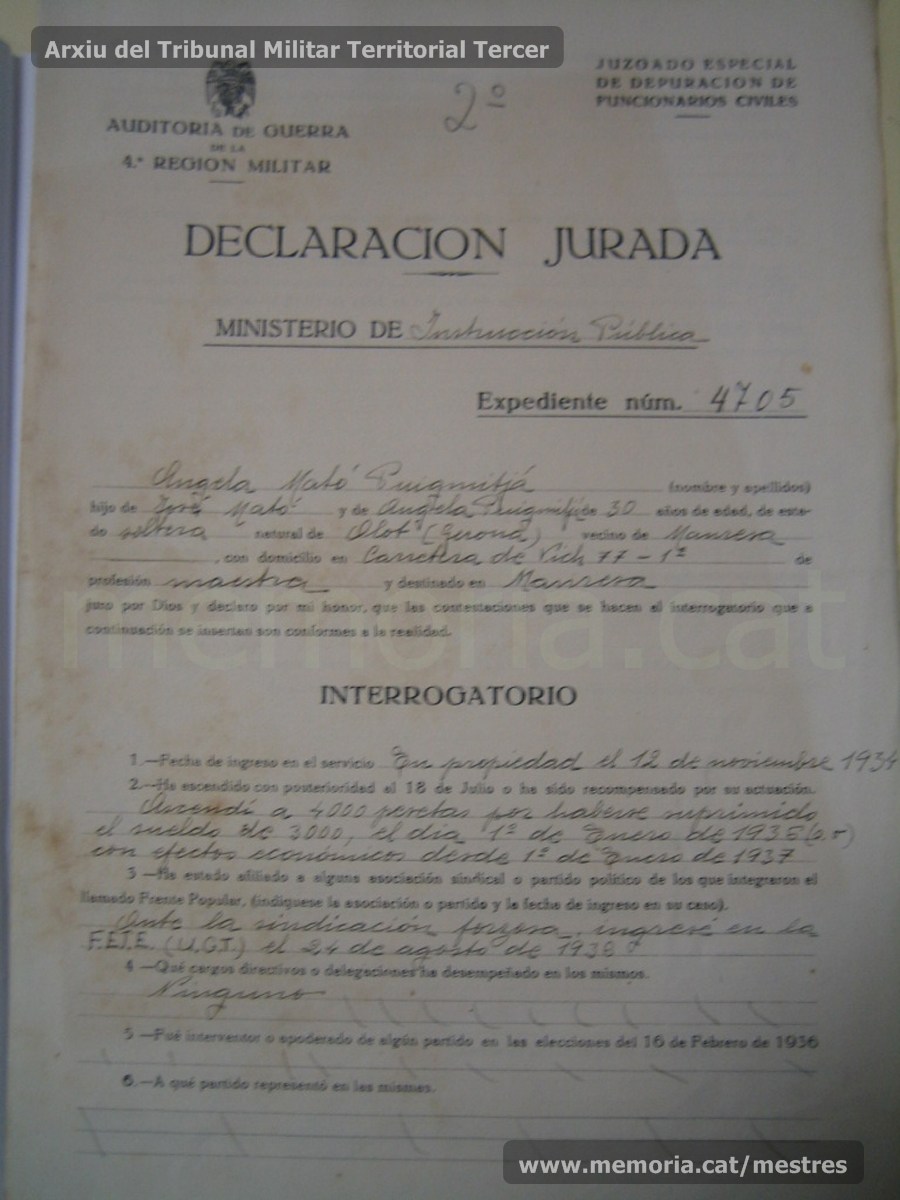 Arxiu del Tribunal Militar Territorial Tercer
JUZGADO ESPECIAL
DE DEPURACION DE
FUNCIONARIOS CIVILES
2º
AUDITORIA DE GUERRA
DE LA
4.ª REGION MILITAR
DECLARACION JURADA
MINISTERIO DE Instrucción Pública
Expediente núm. 4705
Angela Mató Puigmitjá (nombre y apellidos)
hijo de José Mató y de Angela Puigmitjá de 30 años de edad, de esta-
do soltera natural de Olot (Gerona) vecino de Manresa
, con domicilio en Carretera de Vich 77 - 1º de
profesión maestra y destinado en Manresa
juro por Dios y declaro por mi honor, que las contestaciones que se hacen al interrogatorio que a
continuación se insertan son conformes a la realidad.
memoria.cat
INTERROGATORIO
1.—Fecha de ingreso en el servicio En propiedad el 12 de noviembre 1934
2.—Ha ascendido con posterioridad al 18 de Julio o ha sido recompensado por su actuación.
Ascendí a 4000 pesetas por haberse suprimido
el sueldo de 3000, el día 1º de Enero de
con efectos económicos desde 1º de Enero de 1937
3 —Ha estado afiliado a alguna asociación sindical o partido político de los que integraron el
llamado Frente Popular, (indíquese la asociación o partido y la fecha de ingreso en su caso).
Ante la sindicación forzosa, ingresé en la
F.E.T.E. (U.G.T.) el 24 de agosto de
4 —Qué cargos directivos o delegaciones ha desempeñado en los mismos.
Ninguno
5 —Fué interventor o apoderado de algún partido en las elecciones del 16 de Febrero de 1936
6.—A qué partido representó en las mismas.
www.memoria.cat/mestres